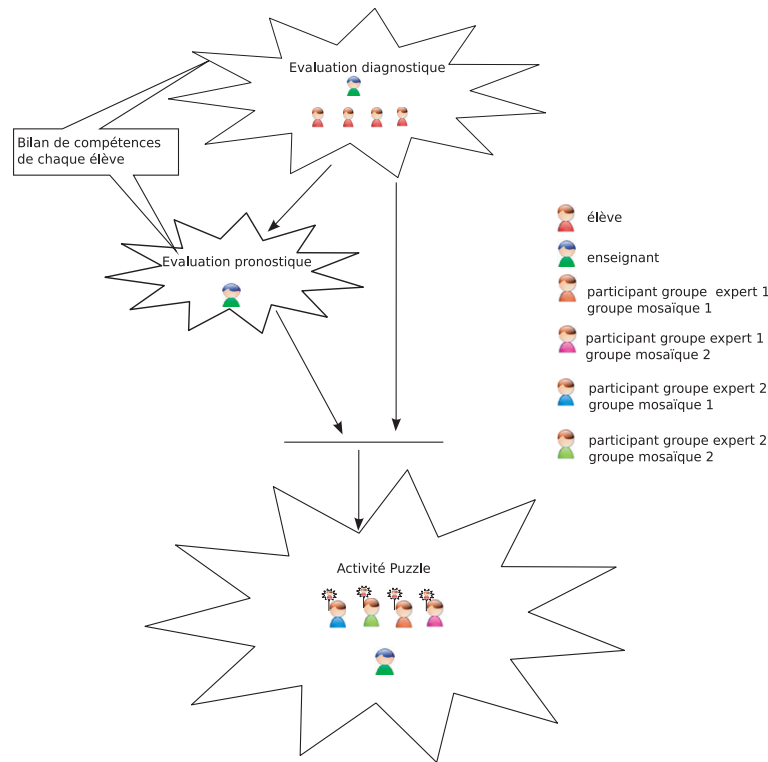 Evaluation diagnostique
Bilan de compétences
de chaque élève
Evaluation pronostique
élève
enseignant
participant groupe expert 1
groupe mosaïque 1
participant groupe expert 1
groupe mosaïque 2
participant groupe expert 2
groupe mosaïque 1
participant groupe expert 2
groupe mosaïque 2
Activité Puzzle